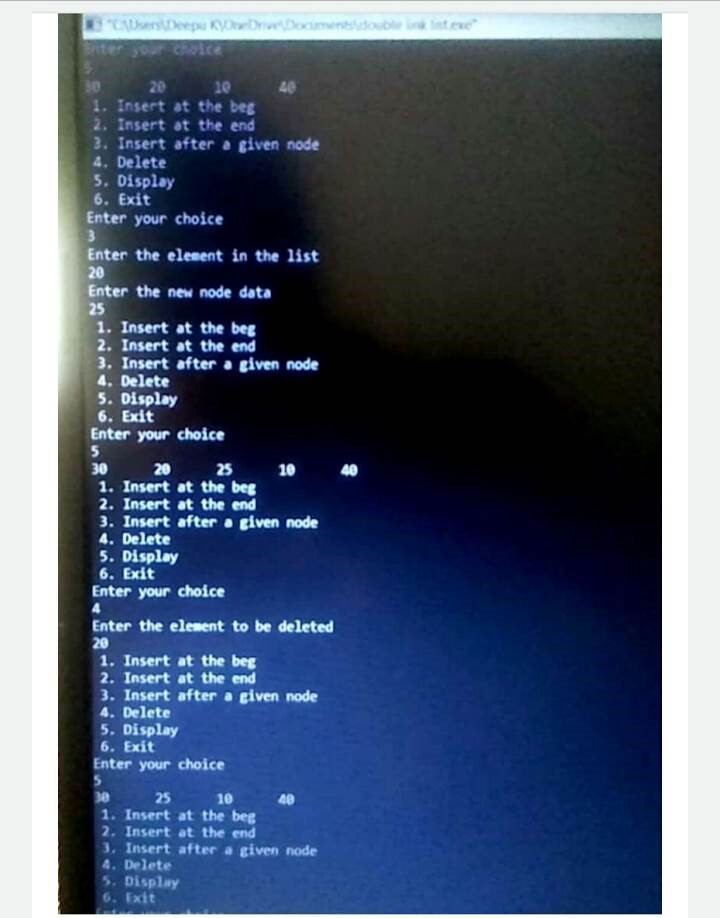 "C:\Users\Deepu K\OneDrive\Documents\double link list.exe"
Enter your choice
5
30 20 10 40
1. Insert at the beg
2. Insert at the end
3. Insert after a given node
4. Delete
5. Display
6. Exit
Enter your choice
3
Enter the element in the list
20
Enter the new node data
25
1. Insert at the beg
2. Insert at the end
3. Insert after a given node
4. Delete
5. Display
6. Exit
Enter your choice
5
30 20 25 10 40
1. Insert at the beg
2. Insert at the end
3. Insert after a given node
4. Delete
5. Display
6. Exit
Enter your choice
4
Enter the element to be deleted
20
1. Insert at the beg
2. Insert at the end
3. Insert after a given node
4. Delete
5. Display
6. Exit
Enter your choice
5
30 25 10 40
1. Insert at the beg
2. Insert at the end
3. Insert after a given node
4. Delete
5. Display
6. Exit
Enter your choice